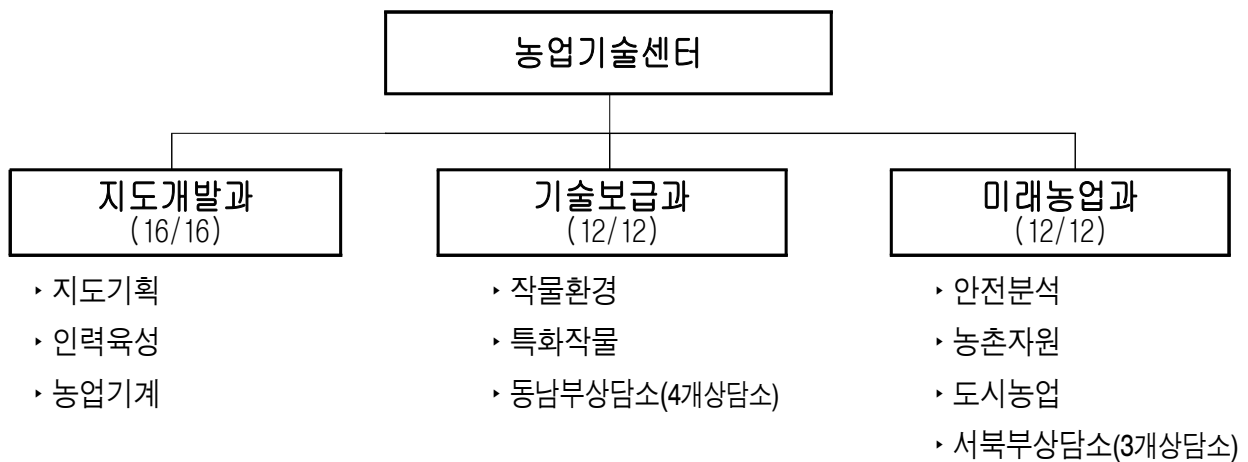 농업기술센터
지도개발과
(16/16)
‣ 지도기획
‣ 인력육성
‣ 농업기계
기술보급과
(12/12)
‣ 작물환경
‣ 특화작물
‣ 동남부상담소(4개상담소)
미래농업과
(12/12)
‣ 안전분석
‣ 농촌자원
‣ 도시농업
‣ 서북부상담소(3개상담소)